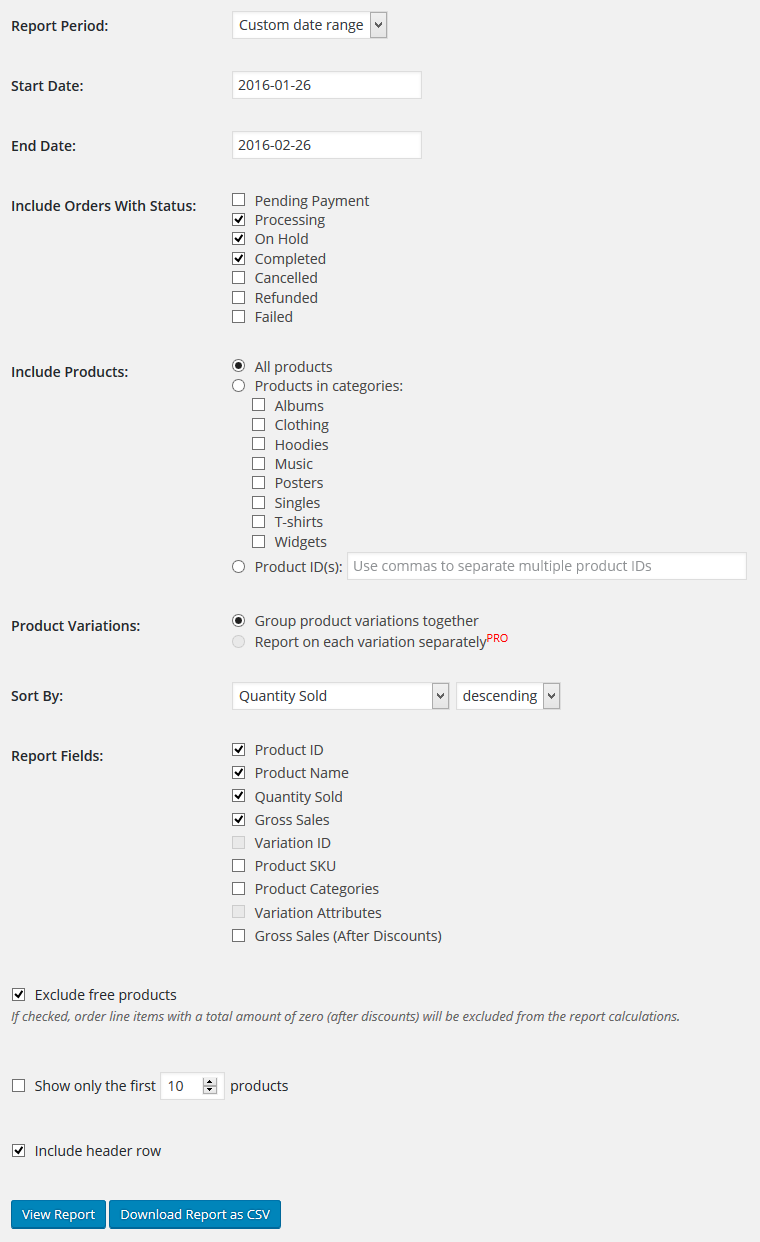 Report Period: Custom date range
Start Date: 2016-01-26
End Date: 2016-02-26
Include Orders With Status: Pending Payment
Processing
On Hold
Completed
Cancelled
Refunded
Failed
Include Products: All products
Products in categories:
Albums
Clothing
Hoodies
Music
Posters
Singles
T-shirts
Widgets
Product ID(s): Use commas to separate multiple product IDs
Product Variations: Group product variations together
Report on each variation separatelyPRO
Sort By: Quantity Sold descending
Report Fields: Product ID
Product Name
Quantity Sold
Gross Sales
Variation ID
Product SKU
Product Categories
Variation Attributes
Gross Sales (After Discounts)
Exclude free products
If checked, order line items with a total amount of zero (after discounts) will be excluded from the report calculations.
Show only the first 10 products
Include header row
View Report Download Report as CSV